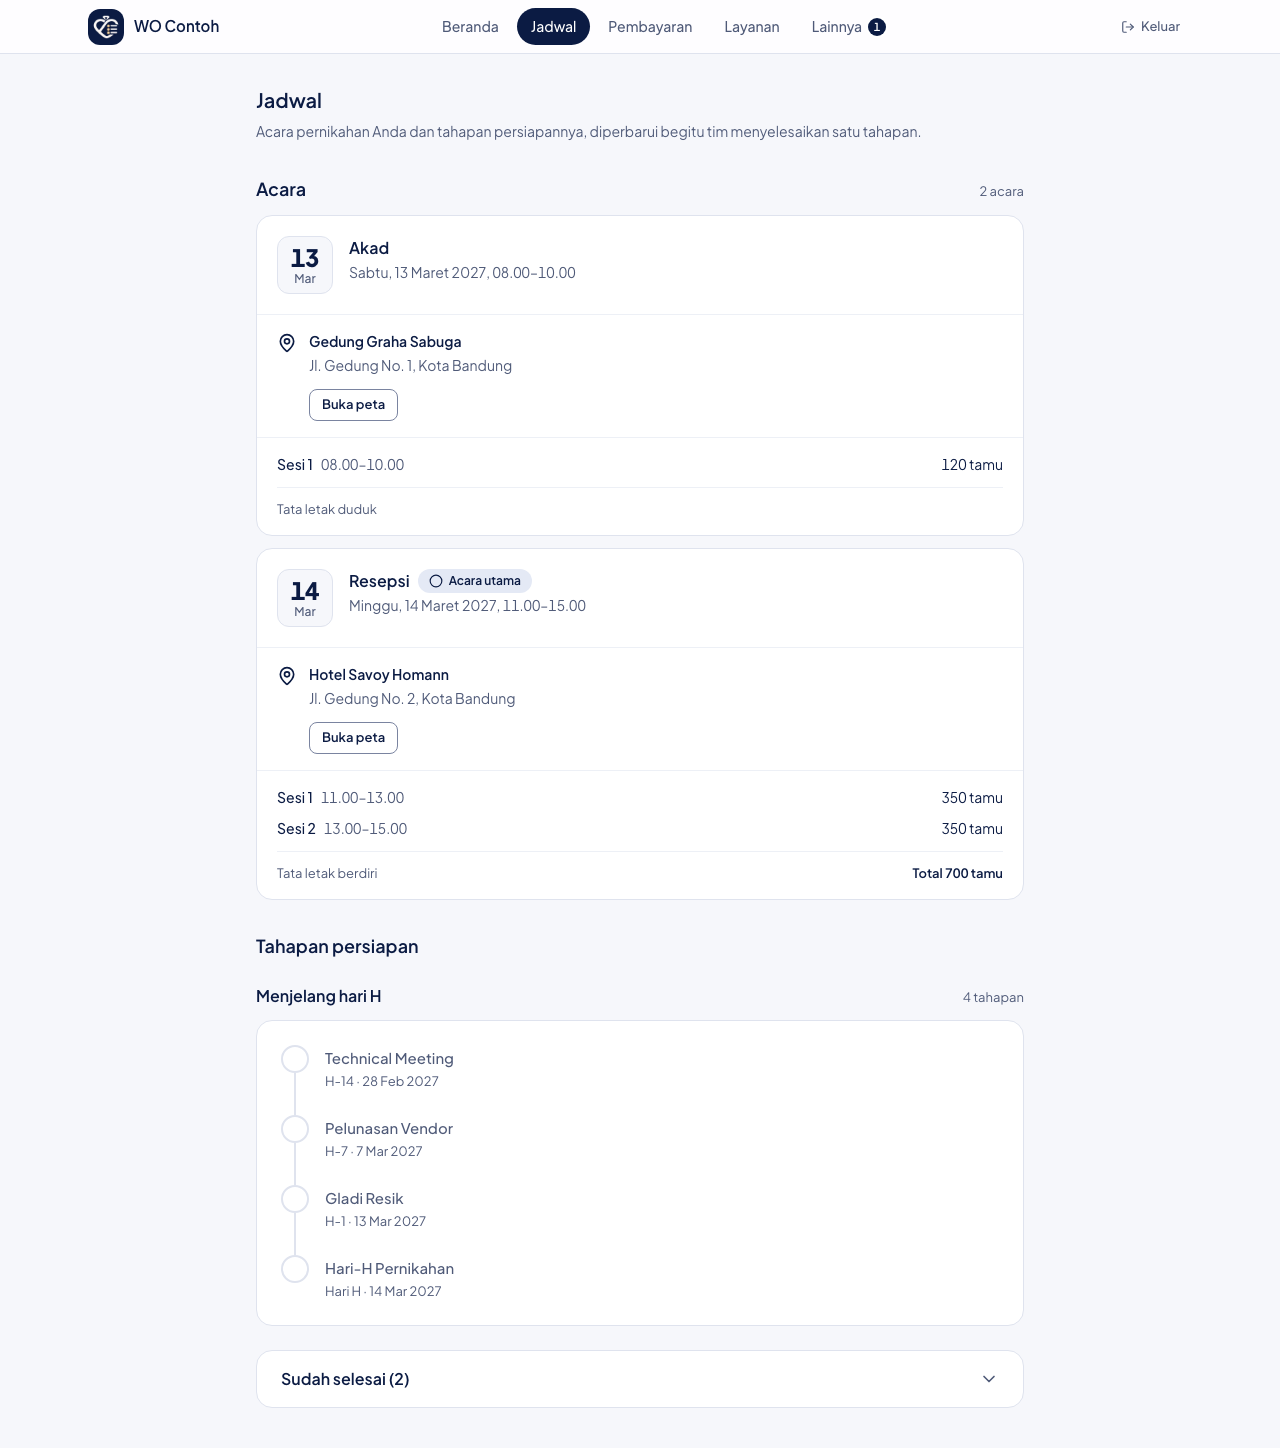 WO Contoh
Beranda
Jadwal
Pembayaran
Layanan
Lainnya 1
Keluar
Jadwal
Acara pernikahan Anda dan tahapan persiapannya, diperbarui begitu tim menyelesaikan satu tahapan.
Acara
2 acara
13
Mar
Akad
Sabtu, 13 Maret 2027, 08.00–10.00
Gedung Graha Sabuga
Jl. Gedung No. 1, Kota Bandung
Buka peta
Sesi 1 08.00–10.00
120 tamu
Tata letak duduk
14
Mar
Resepsi
Acara utama
Minggu, 14 Maret 2027, 11.00–15.00
Hotel Savoy Homann
Jl. Gedung No. 2, Kota Bandung
Buka peta
Sesi 1 11.00–13.00
350 tamu
Sesi 2 13.00–15.00
350 tamu
Tata letak berdiri
Total 700 tamu
Tahapan persiapan
Menjelang hari H
4 tahapan
Technical Meeting
H-14 · 28 Feb 2027
Pelunasan Vendor
H-7 · 7 Mar 2027
Gladi Resik
H-1 · 13 Mar 2027
Hari-H Pernikahan
Hari H · 14 Mar 2027
Sudah selesai (2)